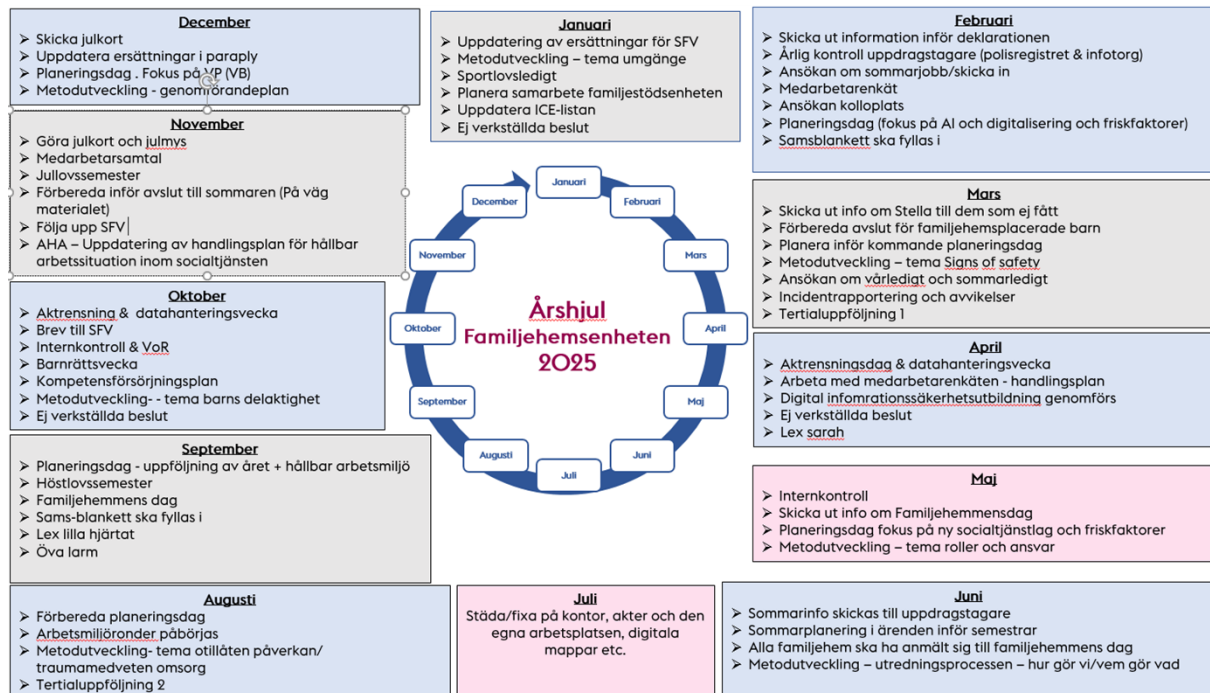 December
➢ Skicka julkort
➢ Uppdatera ersättningar i paraply
➢ Planeringsdag . Fokus på VP (VB)
➢ Metodutveckling - genomförandeplan
November
➢ Göra julkort och julmys
➢ Medarbetarsamtal
➢ Jullovssemester
➢ Förbereda inför avslut till sommaren (På väg
materialet)
➢ Följa upp SFV
➢ AHA – Uppdatering av handlingsplan för hållbar
arbetssituation inom socialtjänsten
Oktober
➢ Aktrensning & datahanteringsvecka
➢ Brev till SFV
➢ Internkontroll & VoR
➢ Barnrättsvecka
➢ Kompetensförsörjningsplan
➢ Metodutveckling- - tema barns delaktighet
➢ Ej verkställda beslut
September
➢ Planeringsdag - uppföljning av året + hållbar arbetsmiljö
➢ Höstlovssemester
➢ Familjehemmens dag
➢ Sams-blankett ska fyllas i
➢ Lex lilla hjärtat
➢ Öva larm
Augusti
➢ Förbereda planeringsdag
➢ Arbetsmiljöronder påbörjas
➢ Metodutveckling- tema otillåten påverkan/
traumamedveten omsorg
➢ Tertialuppföljning 2
Januari
➢ Uppdatering av ersättningar för SFV
➢ Metodutveckling – tema umgänge
➢ Sportlovsledigt
➢ Planera samarbete familjestödsenheten
➢ Uppdatera ICE-listan
➢ Ej verkställda beslut
Januari
Februari
Mars
April
Maj
Juni
Juli
Augusti
September
Oktober
November
December
Årshjul
Familjehemsenheten
2025
Juli
Städa/fixa på kontor, akter och den
egna arbetsplatsen, digitala
mappar etc.
Februari
➢ Skicka ut information inför deklarationen
➢ Årlig kontroll uppdragstagare (polisregistret & infotorg)
➢ Ansökan om sommarjobb/skicka in
➢ Medarbetarenkät
➢ Ansökan kolloplats
➢ Planeringsdag (fokus på AI och digitalisering och friskfaktorer)
➢ Samsblankett ska fyllas i
Mars
➢ Skicka ut info om Stella till dem som ej fått
➢ Förbereda avslut för familjehemsplacerade barn
➢ Planera inför kommande planeringsdag
➢ Metodutveckling – tema Signs of safety
➢ Ansökan om vårledigt och sommarledigt
➢ Incidentrapportering och avvikelser
➢ Tertialuppföljning 1
April
➢ Aktrensningsdag & datahanteringsvecka
➢ Arbeta med medarbetarenkäten - handlingsplan
➢ Digital infomrationssäkerhetsutbildning genomförs
➢ Ej verkställda beslut
➢ Lex sarah
Maj
➢ Internkontroll
➢ Skicka ut info om Familjehemmensdag
➢ Planeringsdag fokus på ny socialtjänstlag och friskfaktorer
➢ Metodutveckling – tema roller och ansvar
Juni
➢ Sommarinfo skickas till uppdragstagare
➢ Sommarplanering i ärenden inför semestrar
➢ Alla familjehem ska ha anmält sig till familjehemmens dag
➢ Metodutveckling – utredningsprocessen – hur gör vi/vem gör vad